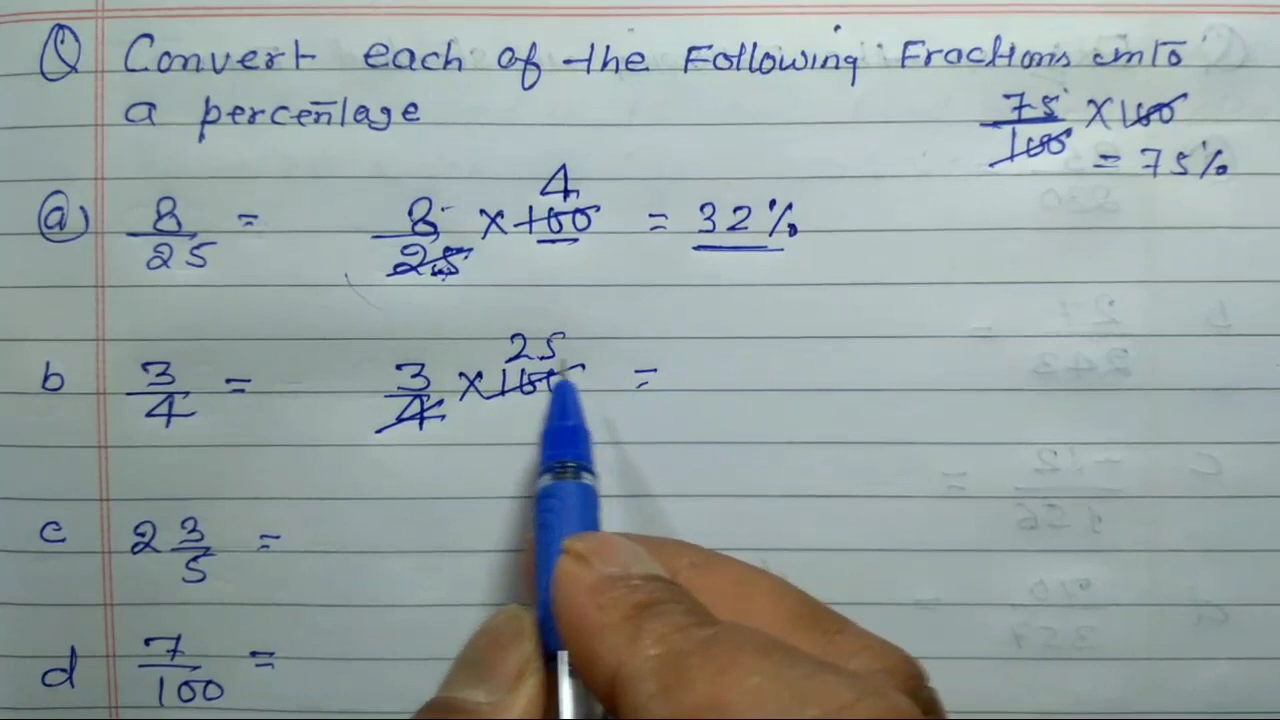 Q Convert each of the Following Fractions into
a percentage
75/100 × 100
= 75%
a) 8/25 = 8/25 × 100 4 = 32%
b 3/4 = 3/4 × 100 25 =
c 2 3/5 =
d 7/100 =